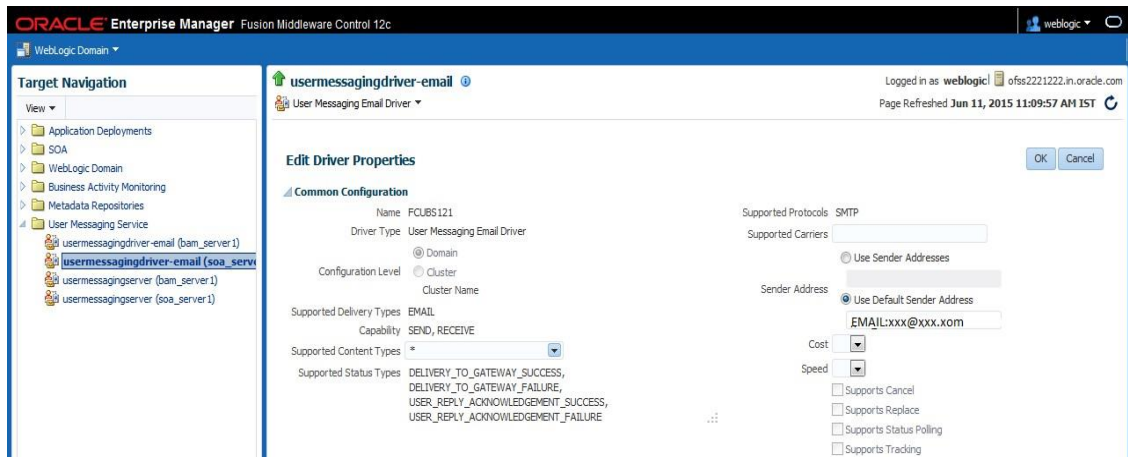 ORACLE Enterprise Manager Fusion Middleware Control 12c
weblogic
WebLogic Domain
Target Navigation
View
Application Deployments
SOA
WebLogic Domain
Business Activity Monitoring
Metadata Repositories
User Messaging Service
usermessagingdriver-email (bam_server1)
usermessagingdriver-email (soa_serve
usermessagingserver (bam_server1)
usermessagingserver (soa_server1)
usermessagingdriver-email
User Messaging Email Driver
Logged in as weblogic ofss2221222.in.oracle.com
Page Refreshed Jun 11, 2015 11:09:57 AM IST
Edit Driver Properties
OK Cancel
Common Configuration
Name FCUBS121
Driver Type User Messaging Email Driver
Configuration Level
Domain
Cluster
Cluster Name
Supported Delivery Types EMAIL
Capability SEND, RECEIVE
Supported Content Types *
Supported Status Types DELIVERY_TO_GATEWAY_SUCCESS,
DELIVERY_TO_GATEWAY_FAILURE,
USER_REPLY_ACKNOWLEDGEMENT_SUCCESS,
USER_REPLY_ACKNOWLEDGEMENT_FAILURE
Supported Protocols SMTP
Supported Carriers
Sender Address
Use Sender Addresses
Use Default Sender Address
EMAIL:xxx@xxx.xom
Cost
Speed
Supports Cancel
Supports Replace
Supports Status Polling
Supports Tracking